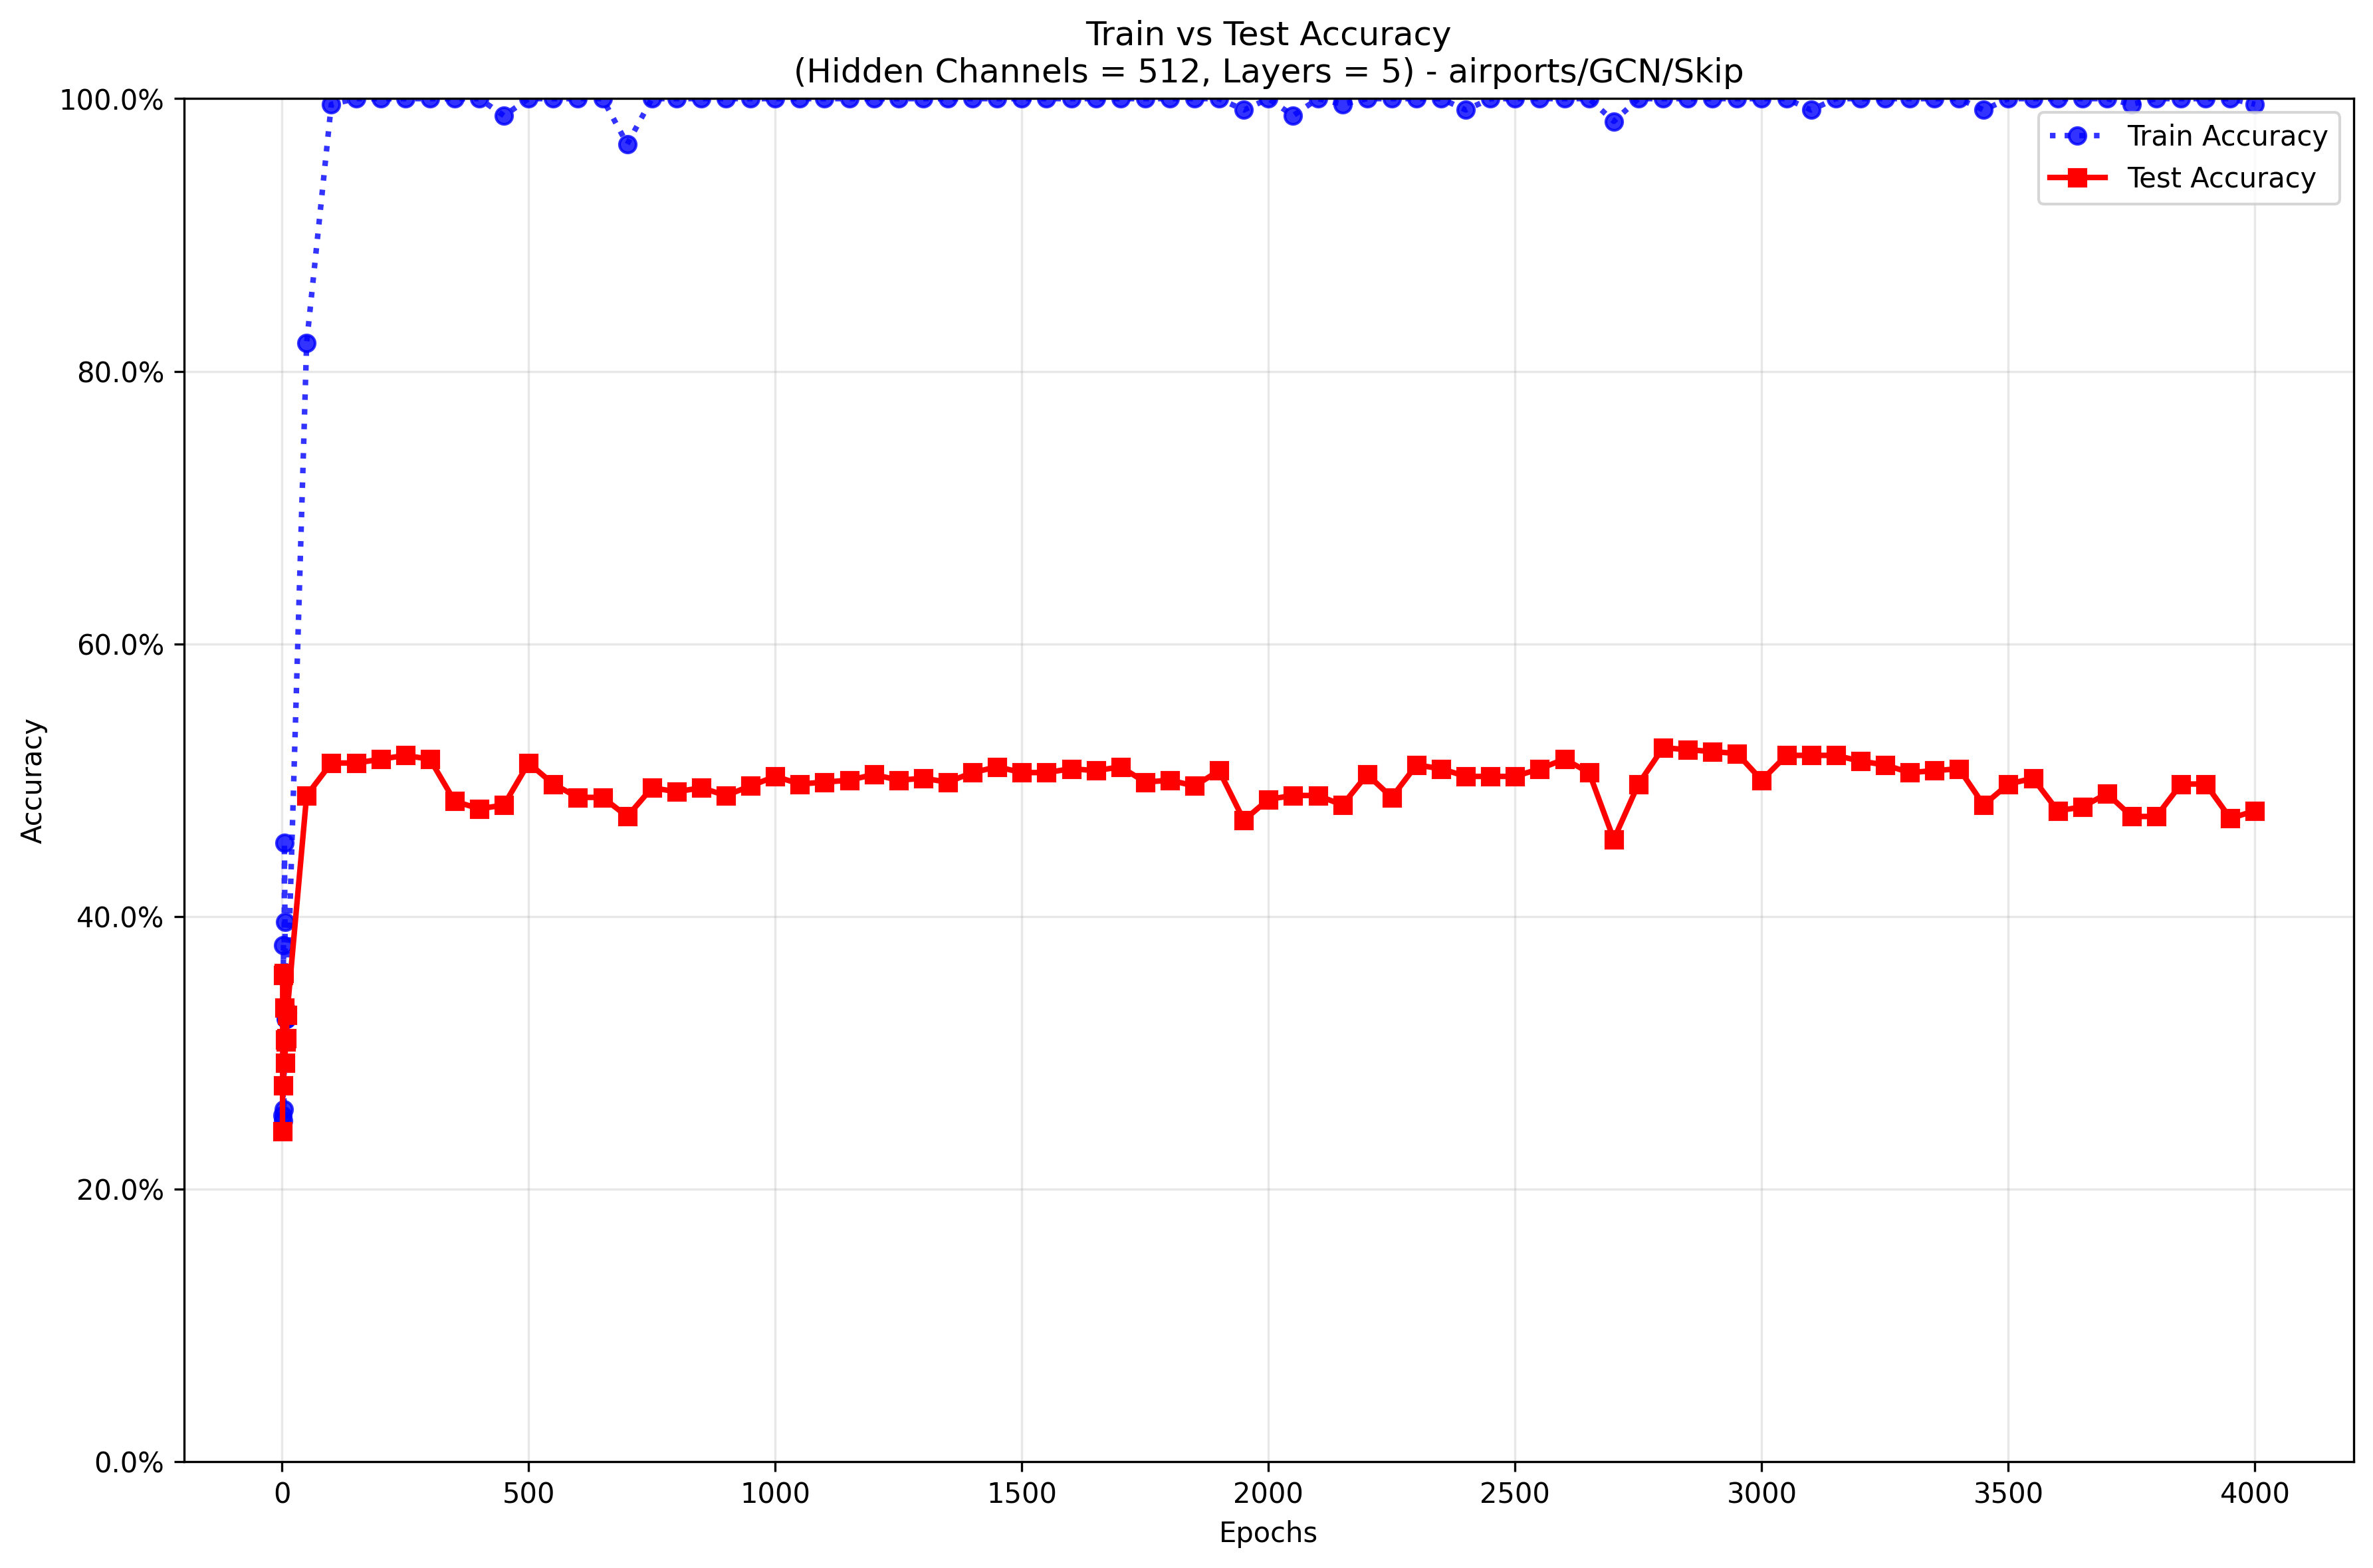 Train vs Test Accuracy
(Hidden Channels = 512, Layers = 5) - airports/GCN/Skip
100.0%
80.0%
60.0%
40.0%
20.0%
0.0%
Accuracy
Train Accuracy
Test Accuracy
0 500 1000 1500 2000 2500 3000 3500 4000
Epochs